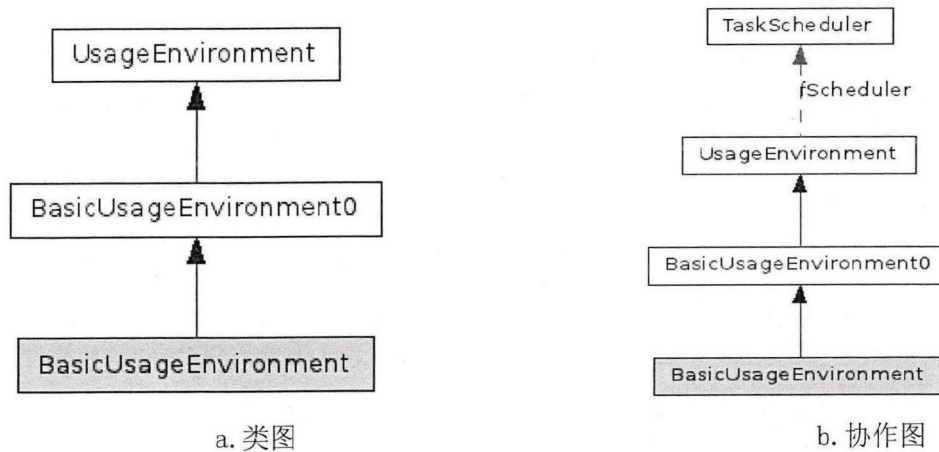 UsageEnvironment
BasicUsageEnvironment0
BasicUsageEnvironment
a. 类图
TaskScheduler
fScheduler
UsageEnvironment
BasicUsageEnvironment0
BasicUsageEnvironment
b. 协作图